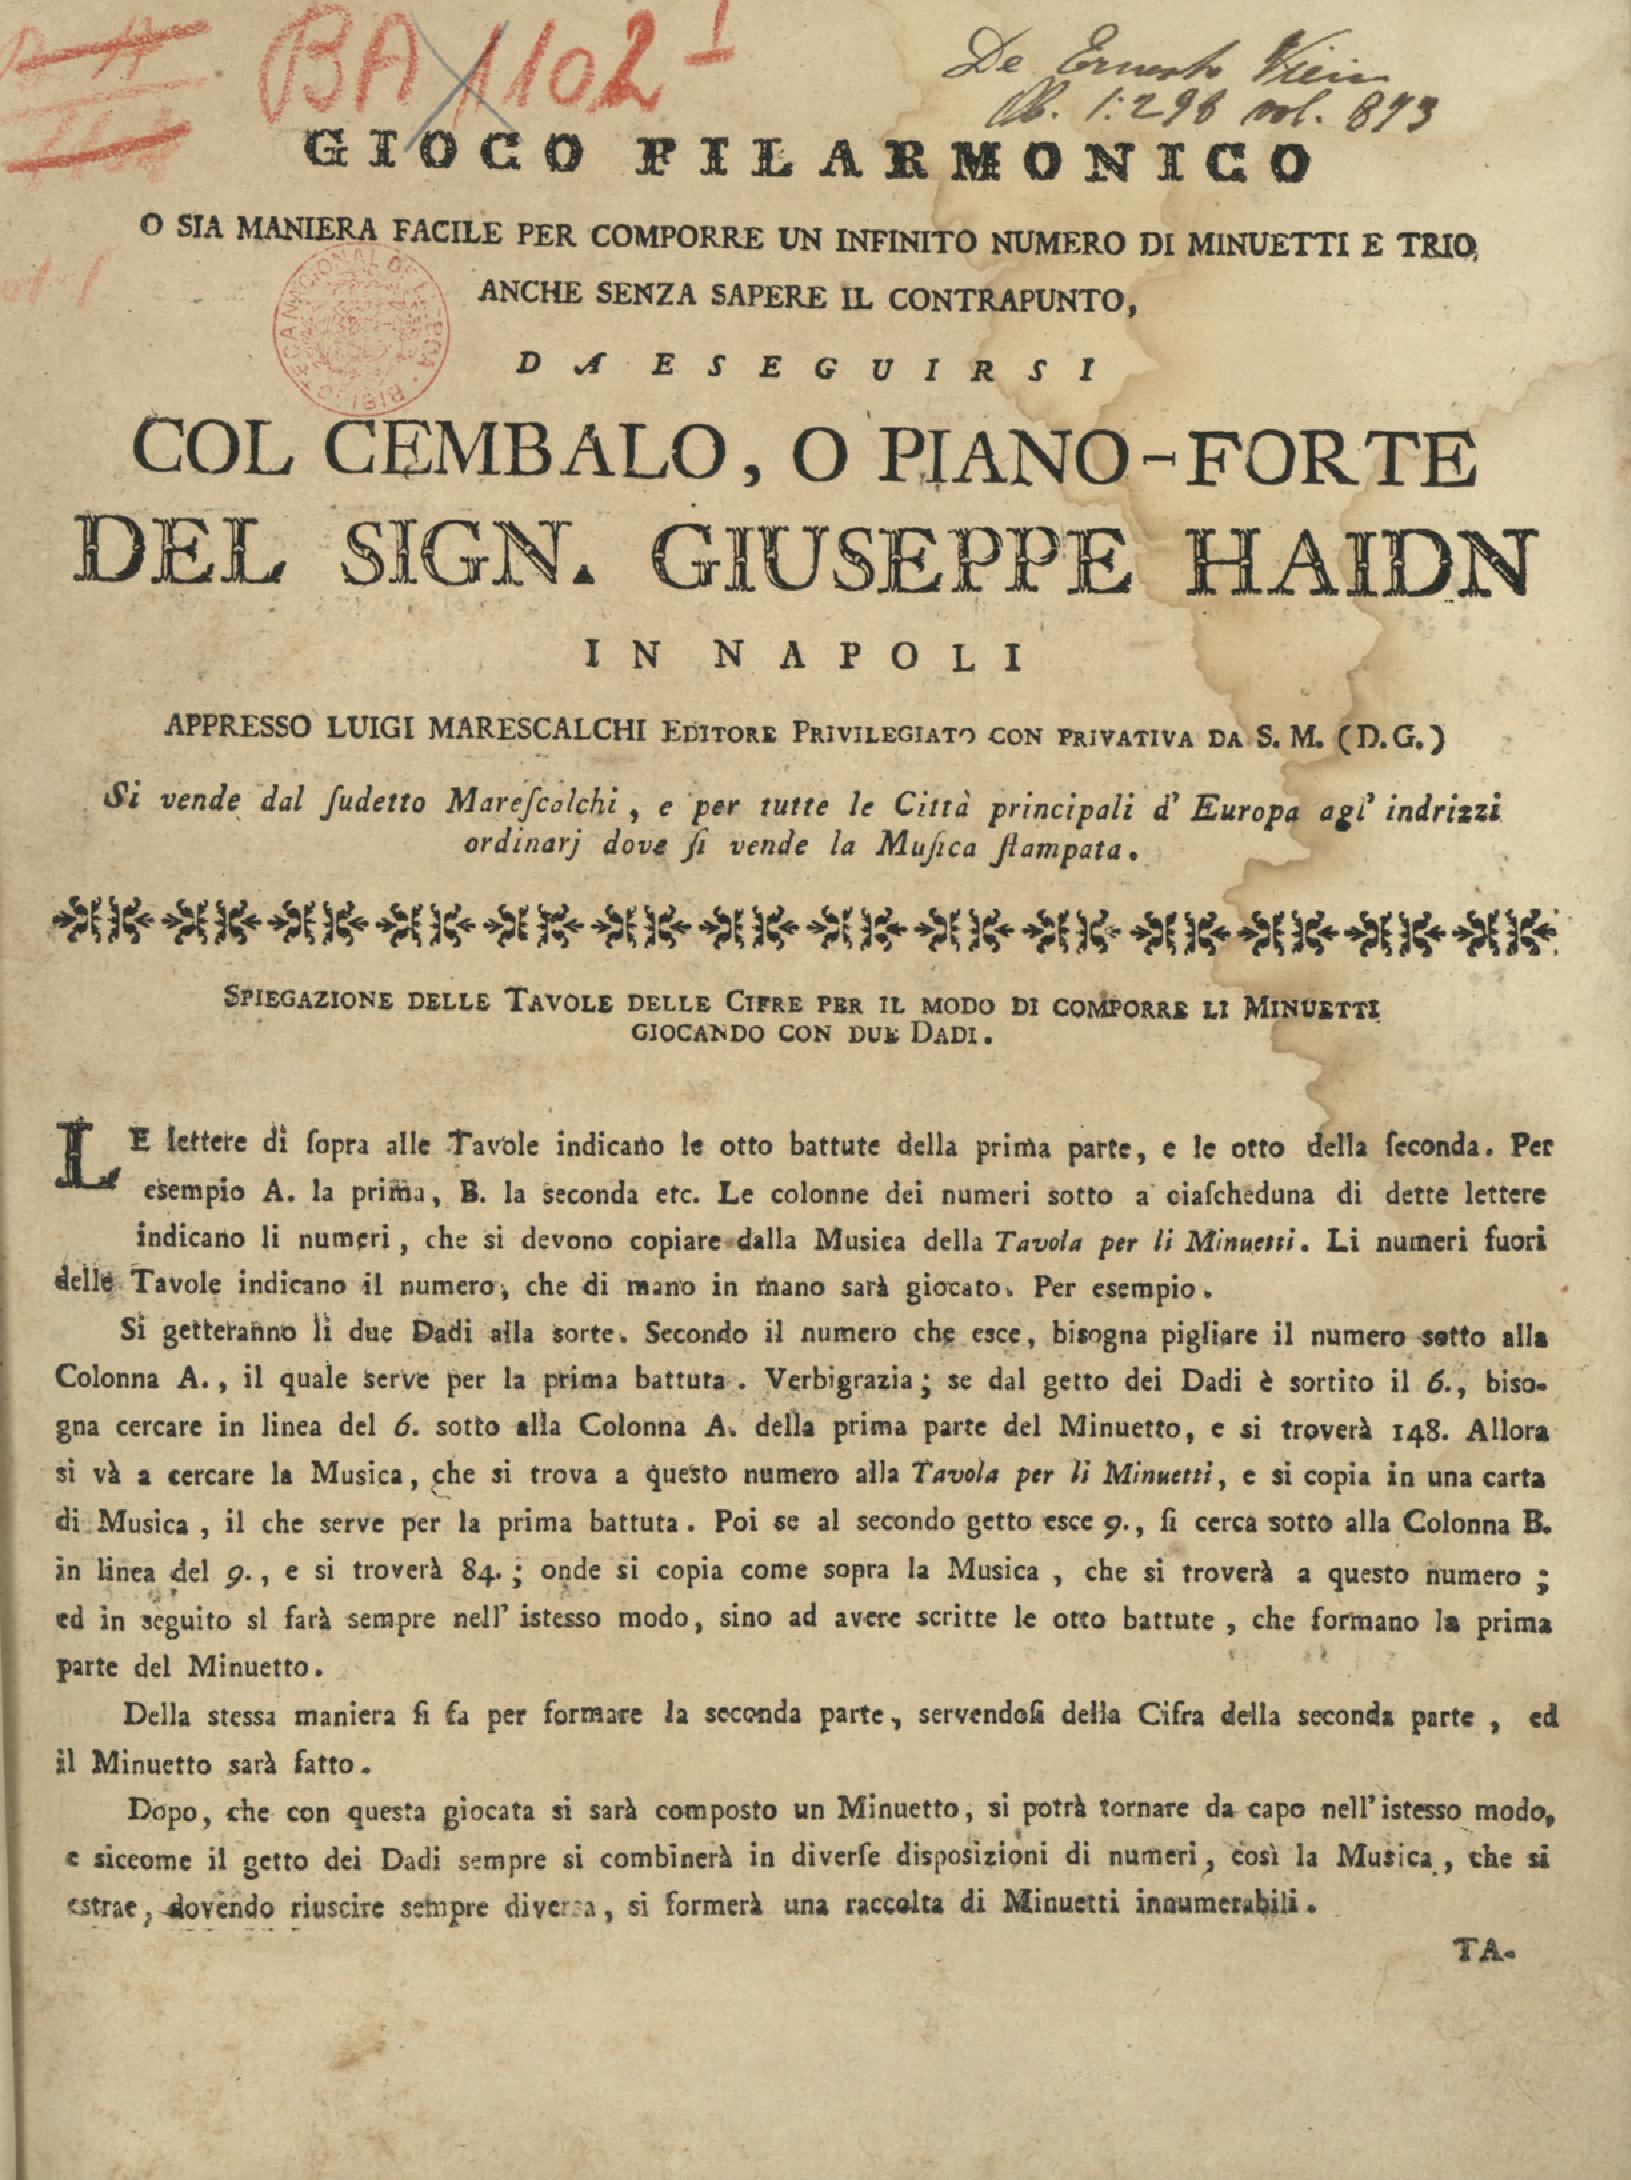 BA 1102 1
De Ernesto Vieira
1:298 vol. 873
GIOCO FILARMONICO
O SIA MANIERA FACILE PER COMPORRE UN INFINITO NUMERO DI MINUETTI E TRIO,
ANCHE SENZA SAPERE IL CONTRAPUNTO,
DA ESEGUIRSI
COL CEMBALO, O PIANO-FORTE
DEL SIGN. GIUSEPPE HAIDN
IN NAPOLI
APPRESSO LUIGI MARESCALCHI EDITORE PRIVILEGIATO CON PRIVATIVA DA S. M. (D.G.)
Si vende dal ſudetto Mareſcalchi, e per tutte le Città principali d' Europa agl' indrizzi
ordinarj dove ſi vende la Muſica ſtampata.
SPIEGAZIONE DELLE TAVOLE DELLE CIFRE PER IL MODO DI COMPORRE LI MINUETTI
GIOCANDO CON DUE DADI.
LE lettere di ſopra alle Tavole indicano le otto battute della prima parte, e le otto della ſeconda. Per
esempio A. la prima, B. la seconda etc. Le colonne dei numeri sotto a ciaſcheduna di dette lettere
indicano li numeri, che si devono copiare dalla Musica della Tavola per li Minuetti. Li numeri fuori
delle Tavole indicano il numero, che di mano in mano sarà giocato. Per esempio.
Si getteranno li due Dadi alla sorte. Secondo il numero che esce, bisogna pigliare il numero sotto alla
Colonna A., il quale serve per la prima battuta. Verbigrazia; se dal getto dei Dadi è sortito il 6., biso-
gna cercare in linea del 6. sotto alla Colonna A. della prima parte del Minuetto, e si troverà 148. Allora
si và a cercare la Musica, che si trova a questo numero alla Tavola per li Minuetti, e si copia in una carta
di Musica, il che serve per la prima battuta. Poi se al secondo getto esce 9., ſi cerca sotto alla Colonna B.
in linea del 9., e si troverà 84.; onde si copia come sopra la Musica, che si troverà a questo numero;
ed in seguito sl farà sempre nell' istesso modo, sino ad avere scritte le otto battute, che formano la prima
parte del Minuetto.
Della stessa maniera ſi fa per formare la seconda parte, servendoſi della Cifra della seconda parte, ed
il Minuetto sarà fatto.
Dopo, che con questa giocata si sarà composto un Minuetto, si potrà tornare da capo nell' istesso modo,
e siceome il getto dei Dadi sempre si combinerà in diverſe disposizioni di numeri, così la Musica, che si
estrae, dovendo riuscire sempre diversa, si formerà una raccolta di Minuetti innumerabili.
TA-